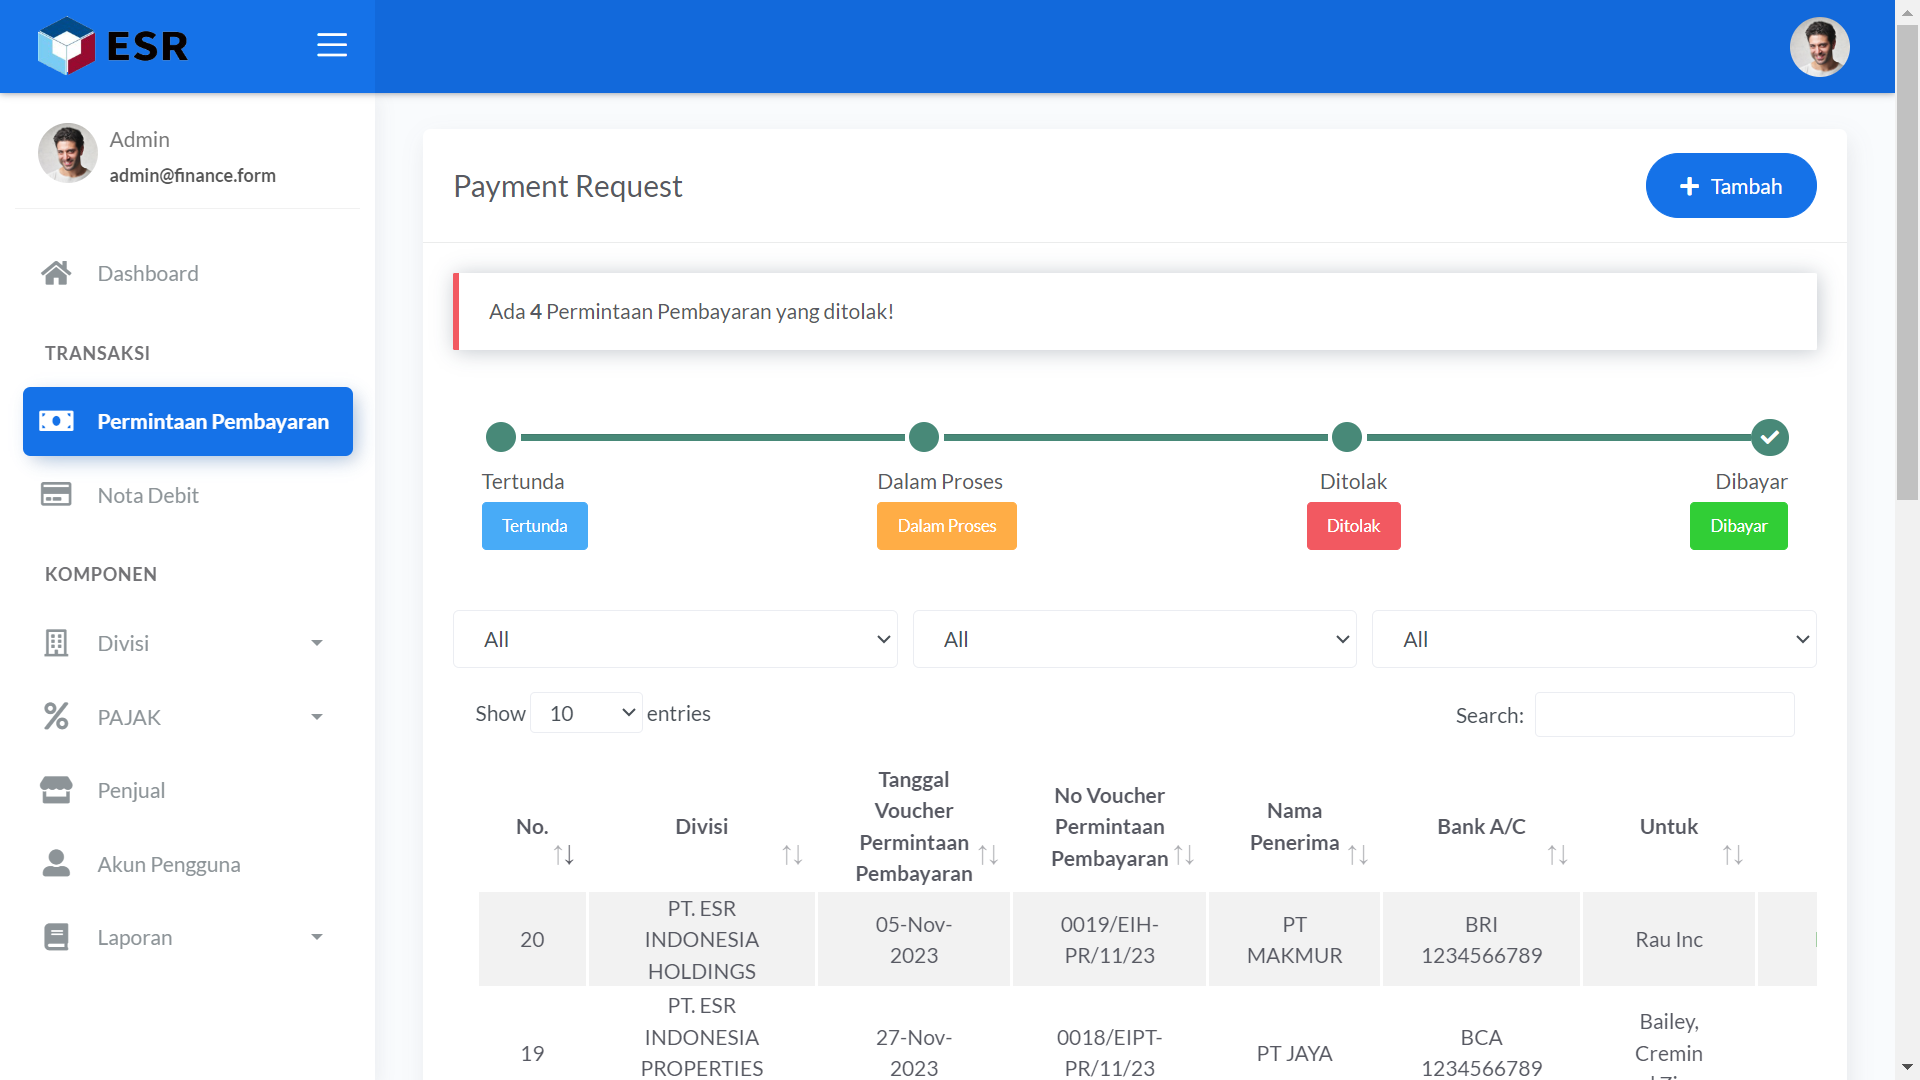 ESR
Admin
admin@finance.form
Dashboard
TRANSAKSI
Permintaan Pembayaran
Nota Debit
KOMPONEN
Divisi
PAJAK
Penjual
Akun Pengguna
Laporan
Payment Request
Tambah
Ada 4 Permintaan Pembayaran yang ditolak!
Tertunda
Dalam Proses
Ditolak
Dibayar
Tertunda
Dalam Proses
Ditolak
Dibayar
All
All
All
Show 10 entries
Search:
No.
Divisi
Tanggal
Voucher
Permintaan
Pembayaran
No Voucher
Permintaan
Pembayaran
Nama
Penerima
Bank A/C
Untuk
20
PT. ESR
INDONESIA
HOLDINGS
05-Nov-
2023
0019/EIH-
PR/11/23
PT
MAKMUR
BRI
1234566789
Rau Inc
19
PT. ESR
INDONESIA
PROPERTIES
27-Nov-
2023
0018/EIPT-
PR/11/23
PT JAYA
BCA
1234566789
Bailey,
Cremin